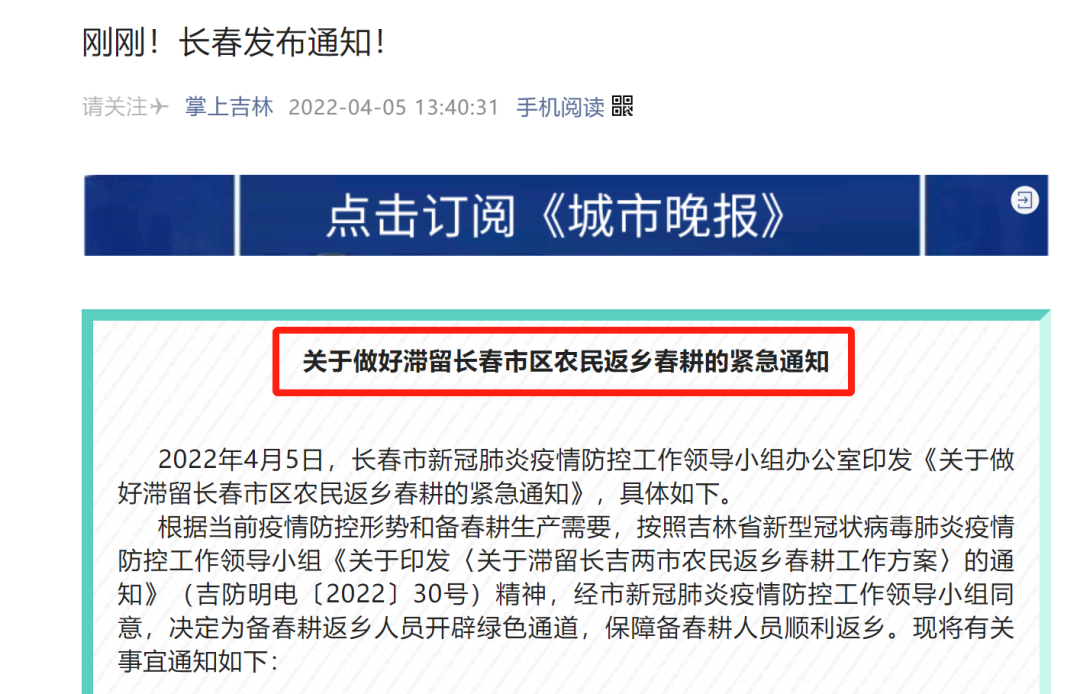 刚刚！长春发布通知！
请关注✈ 掌上吉林 2022-04-05 13:40:31 手机阅读
点击订阅《城市晚报》
关于做好滞留长春市区农民返乡春耕的紧急通知
2022年4月5日，长春市新冠肺炎疫情防控工作领导小组办公室印发《关于做
好滞留长春市区农民返乡春耕的紧急通知》，具体如下。
根据当前疫情防控形势和备春耕生产需要，按照吉林省新型冠状病毒肺炎疫情
防控工作领导小组《关于印发〈关于滞留长吉两市农民返乡春耕工作方案〉的通
知》（吉防明电〔2022〕30号）精神，经市新冠肺炎疫情防控工作领导小组同
意，决定为备春耕返乡人员开辟绿色通道，保障备春耕人员顺利返乡。现将有关
事宜通知如下：